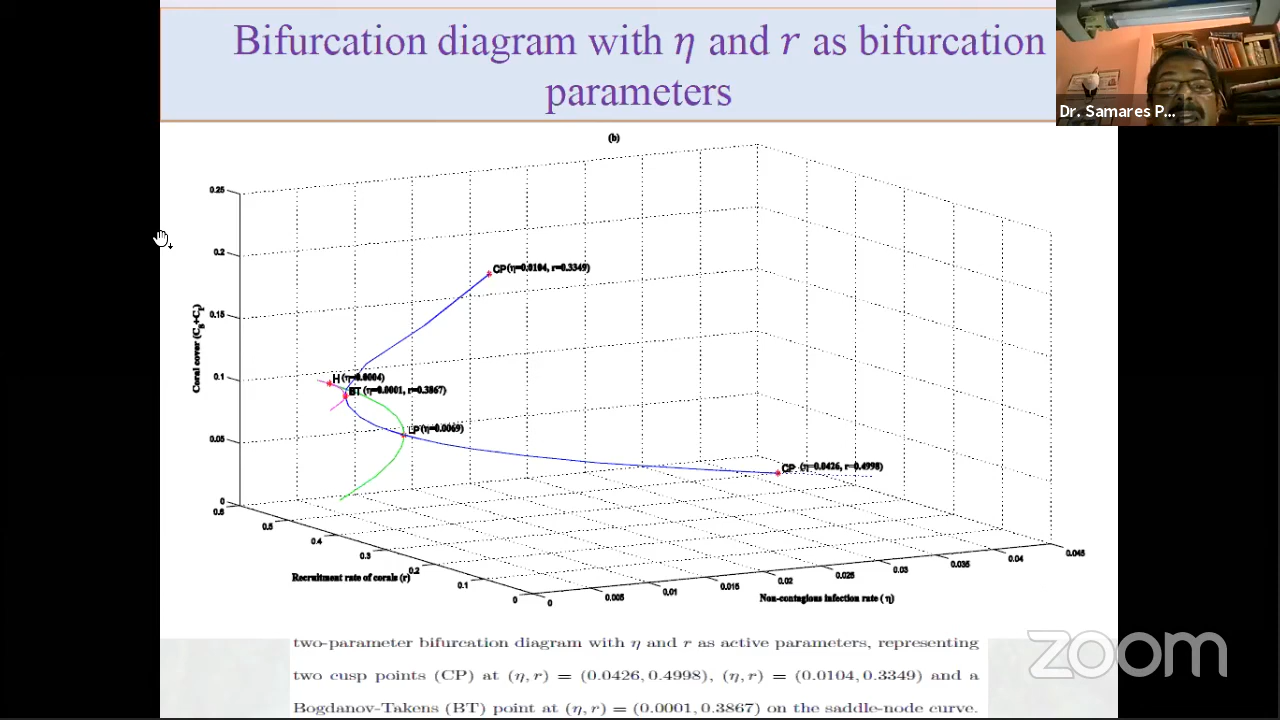 Bifurcation diagram with η and r as bifurcation
parameters
Dr. Samares P...
(b)
0.25
0.2
0.15
0.1
0.05
0
Coral cover (C_B+C_I)
CP(η=0.0104, r=0.3349)
H (η=0.0004)
BT (η=0.0001, r=0.3867)
LP(η=0.0069)
CP (η=0.0426, r=0.4998)
0.6
0.5
0.4
0.3
0.2
0.1
0
Recruitment rate of corals (r)
0
0.005
0.01
0.015
0.02
0.025
0.03
0.035
0.04
0.045
Non-contagious infection rate ( η)
two-parameter bifurcation diagram with η and r as active parameters, representing
two cusp points (CP) at (η, r) = (0.0426, 0.4998), (η, r) = (0.0104, 0.3349) and a
Bogdanov-Takens (BT) point at (η, r) = (0.0001, 0.3867) on the saddle-node curve.
zoom